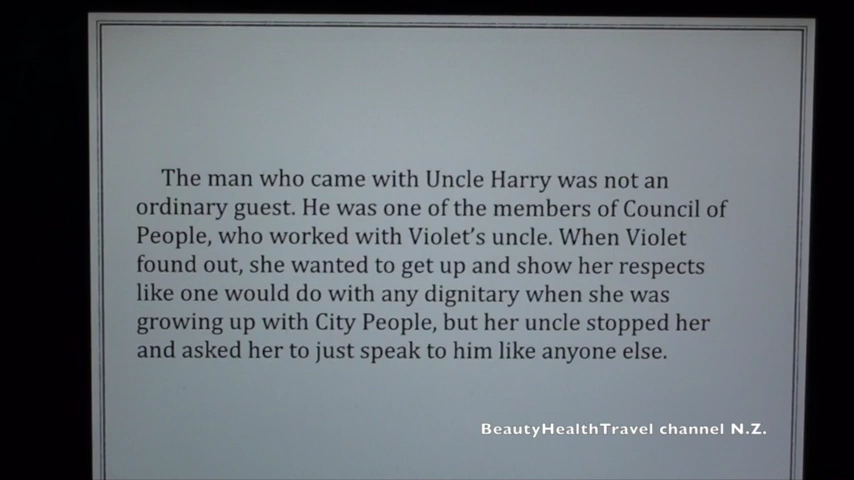 The man who came with Uncle Harry was not an
ordinary guest. He was one of the members of Council of
People, who worked with Violet's uncle. When Violet
found out, she wanted to get up and show her respects
like one would do with any dignitary when she was
growing up with City People, but her uncle stopped her
and asked her to just speak to him like anyone else.
BeautyHealthTravel channel N.Z.